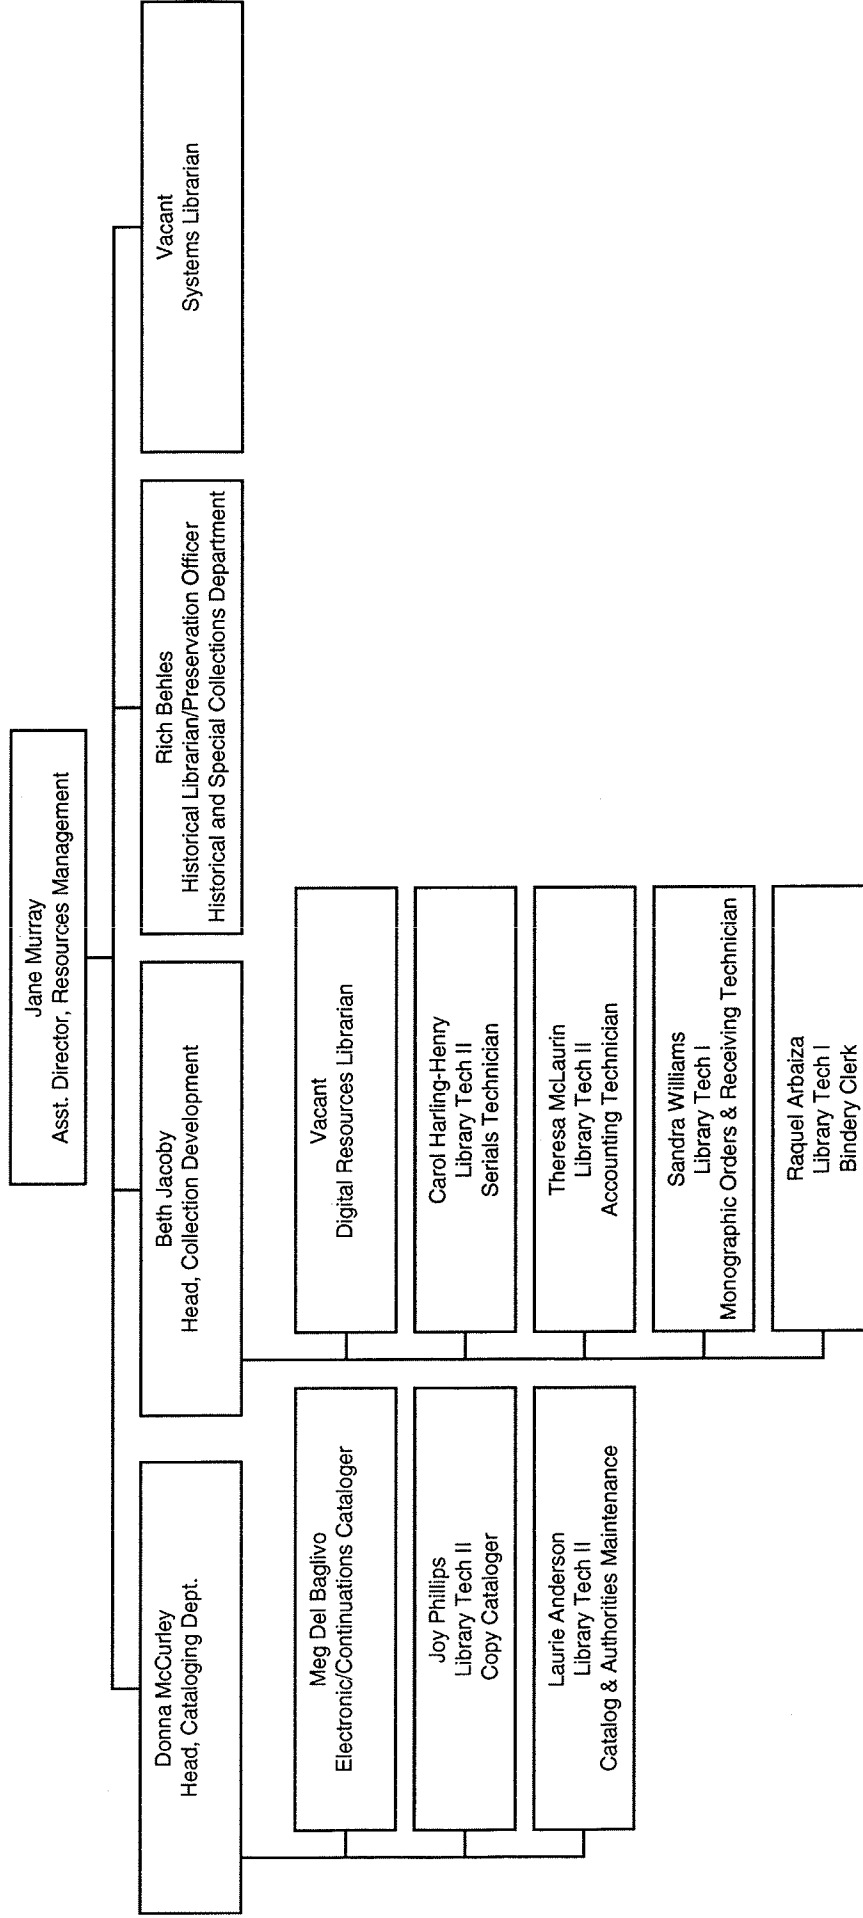 Jane Murray
Asst. Director, Resources Management
Donna McCurley
Head, Cataloging Dept.
Beth Jacoby
Head, Collection Development
Rich Behles
Historical Librarian/Preservation Officer
Historical and Special Collections Department
Vacant
Systems Librarian
Meg Del Baglivo
Electronic/Continuations Cataloger
Joy Phillips
Library Tech II
Copy Cataloger
Laurie Anderson
Library Tech II
Catalog & Authorities Maintenance
Vacant
Digital Resources Librarian
Carol Harling-Henry
Library Tech II
Serials Technician
Theresa McLaurin
Library Tech II
Accounting Technician
Sandra Williams
Library Tech I
Monographic Orders & Receiving Technician
Raquel Arbaiza
Library Tech I
Bindery Clerk